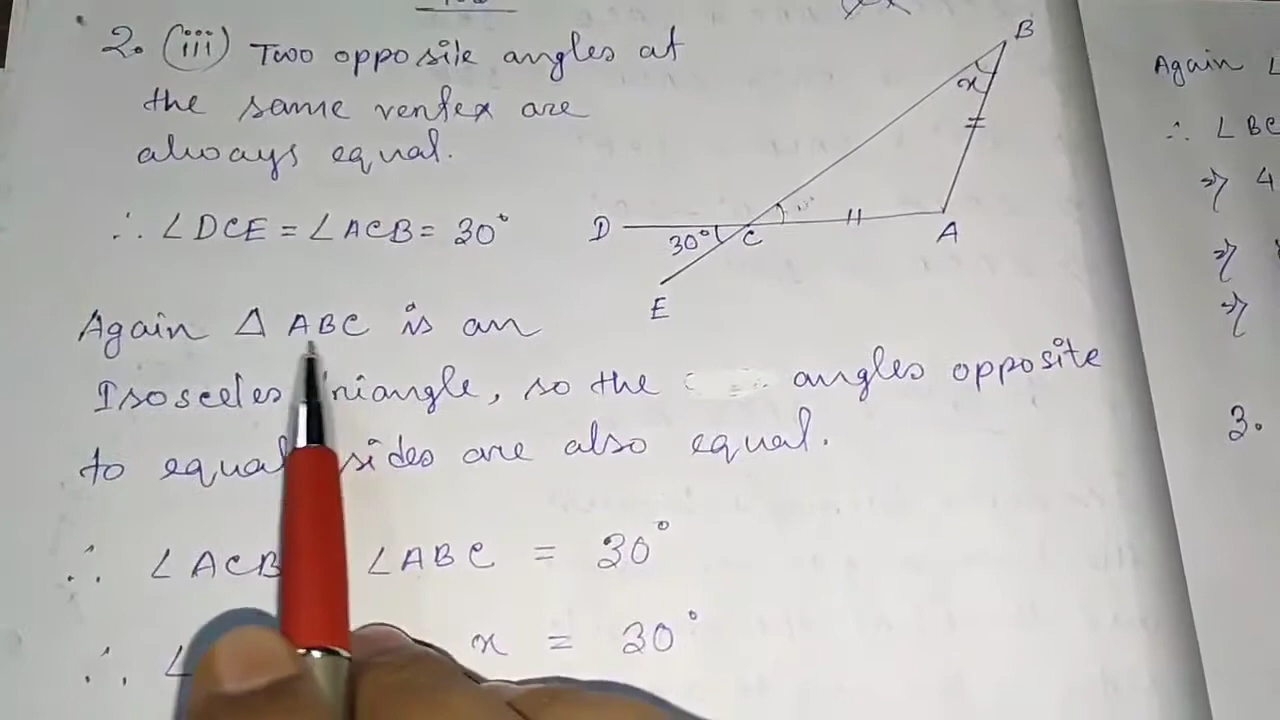 2. (iii) Two opposite angles at
the same vertex are
always equal.
∴ ∠DCE = ∠ACB = 30°
Again △ ABC is an
Isosceles triangle, so the angles opposite
to equal sides are also equal.
∴ ∠ACB ∠ABC = 30°
∴ ∠ x = 30°
B
x
D
30°
C
A
E
Again ∠
∴ ∠BC
⇒ 4
⇒
⇒
3.